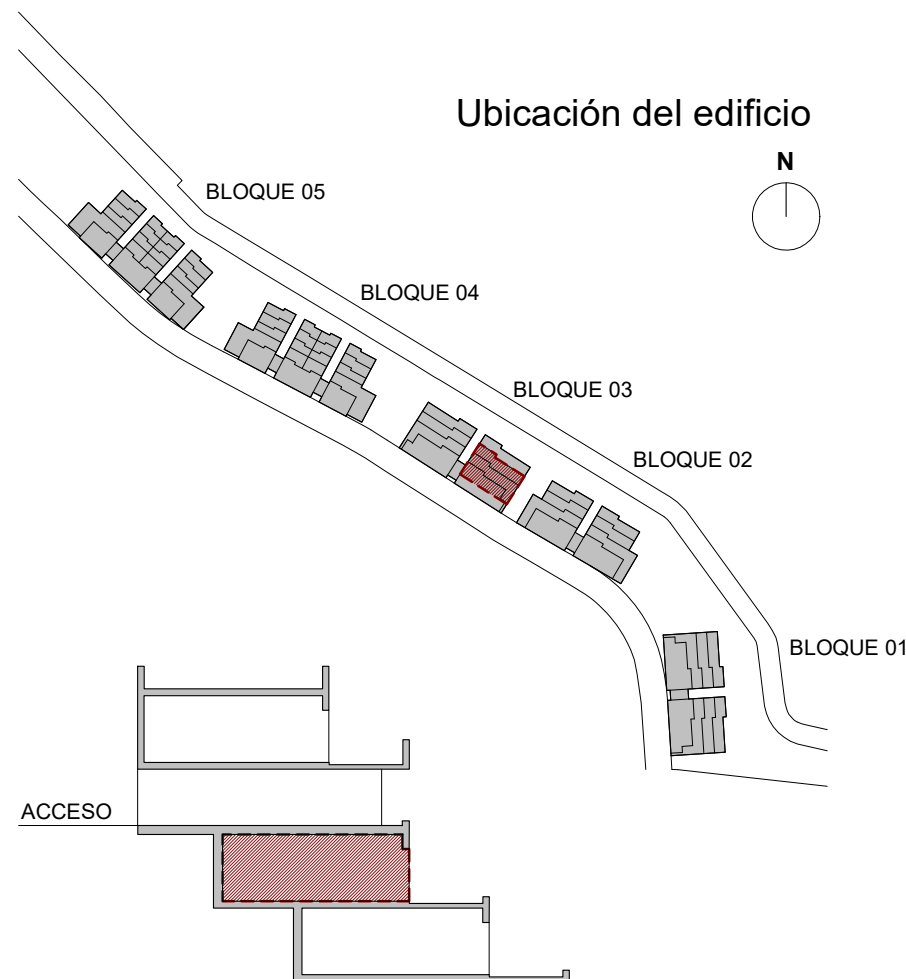 Ubicación del edificio
N
BLOQUE 05
BLOQUE 04
BLOQUE 03
BLOQUE 02
BLOQUE 01
ACCESO